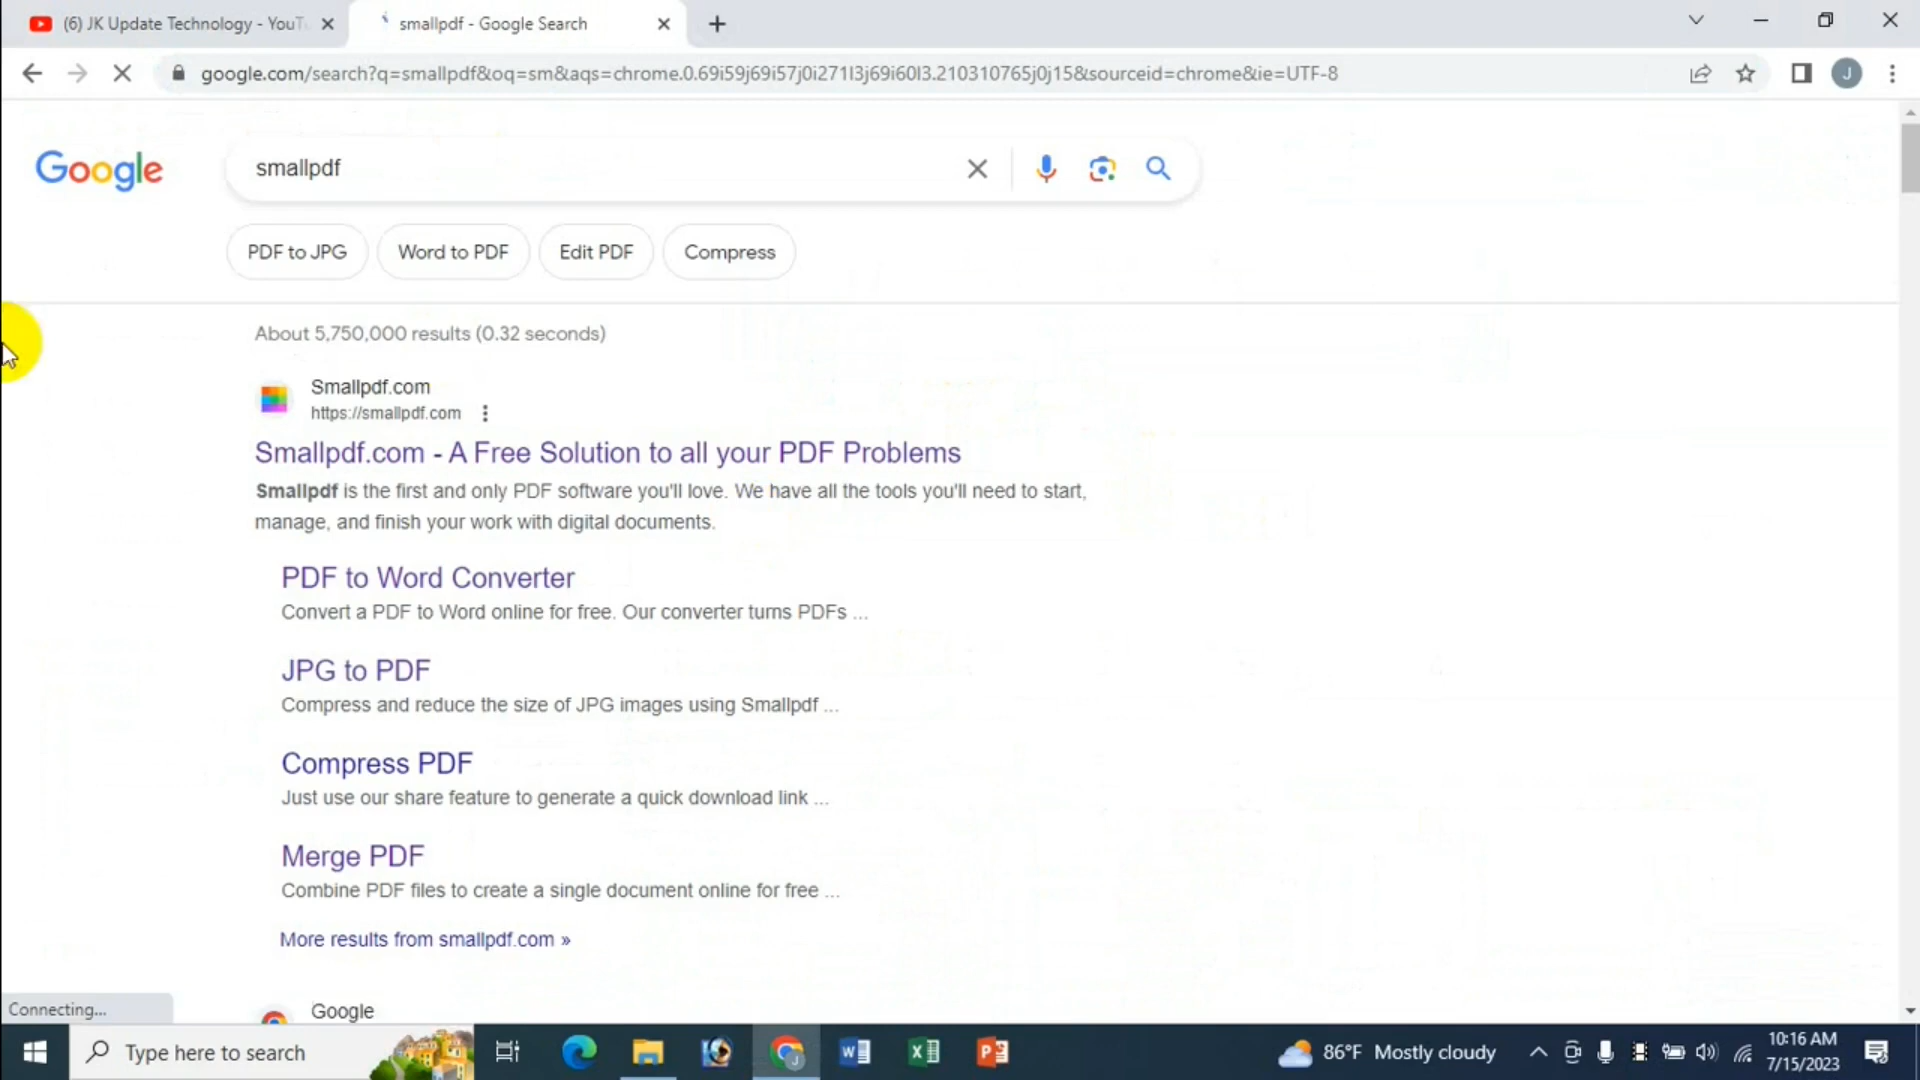 (6) JK Update Technology - YouTu
smallpdf - Google Search
google.com/search?q=smallpdf&oq=sm&aqs=chrome.0.69i59j69i57j0i271l3j69i60l3.210310765j0j15&sourceid=chrome&ie=UTF-8
J
Google
smallpdf
PDF to JPG
Word to PDF
Edit PDF
Compress
About 5,750,000 results (0.32 seconds)
Smallpdf.com
https://smallpdf.com
Smallpdf.com - A Free Solution to all your PDF Problems
Smallpdf is the first and only PDF software you'll love. We have all the tools you'll need to start,
manage, and finish your work with digital documents.
PDF to Word Converter
Convert a PDF to Word online for free. Our converter turns PDFs ...
JPG to PDF
Compress and reduce the size of JPG images using Smallpdf ...
Compress PDF
Just use our share feature to generate a quick download link ...
Merge PDF
Combine PDF files to create a single document online for free ...
More results from smallpdf.com »
Google
Connecting...
Type here to search
86°F Mostly cloudy
10:16 AM
7/15/2023